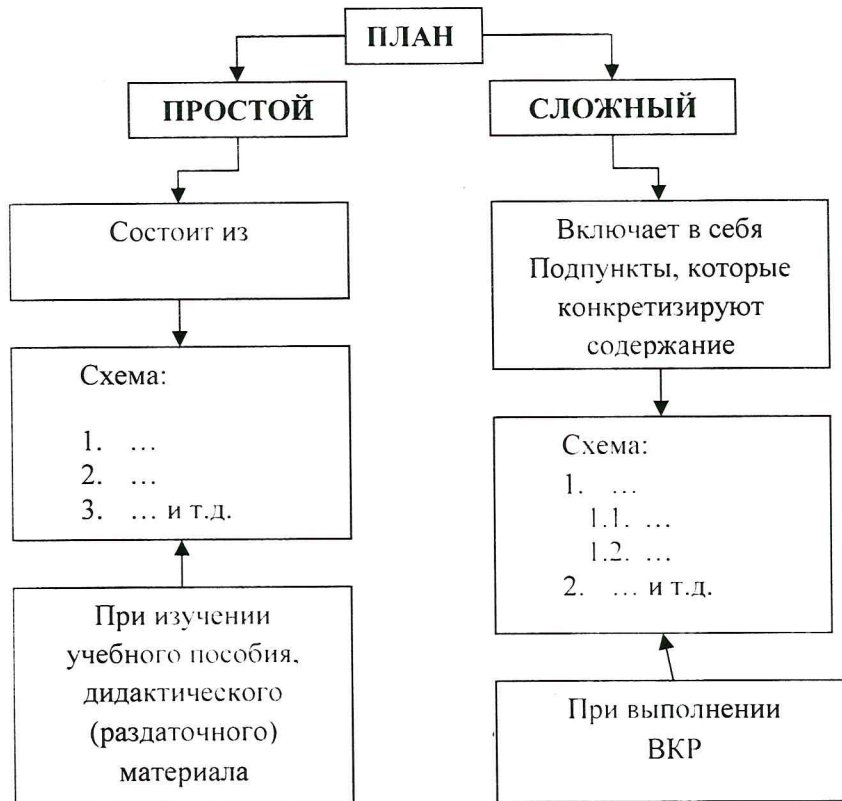 ПЛАН
ПРОСТОЙ
СЛОЖНЫЙ
Состоит из
Включает в себя
Подпункты, которые
конкретизируют
содержание
Схема:
1. ...
2. ...
3. ... и т.д.
Схема:
1. ...
1.1. ...
1.2. ...
2. ... и т.д.
При изучении
учебного пособия,
дидактического
(раздаточного)
материала
При выполнении
ВКР